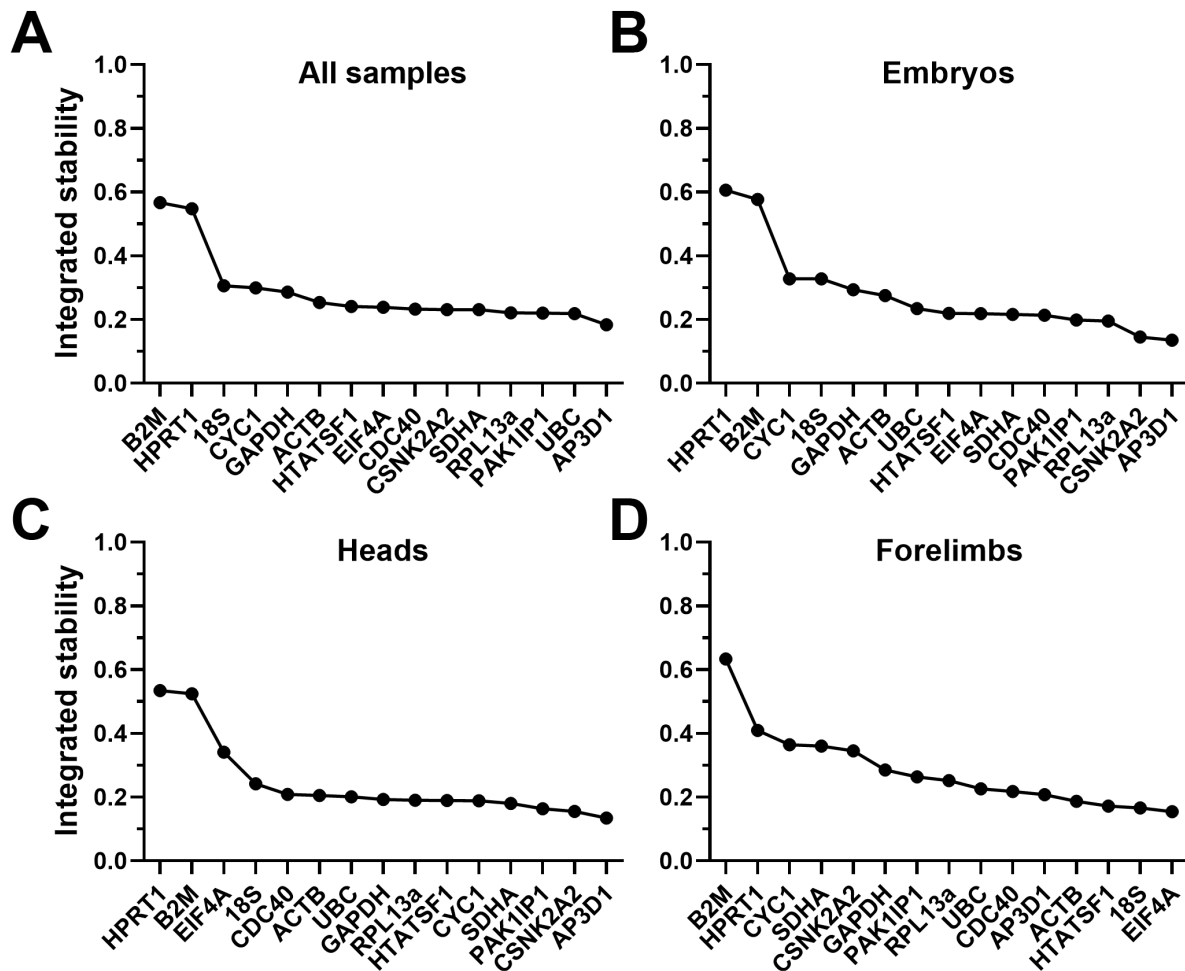 A
All samples
Integrated stability
1.0
0.8
0.6
0.4
0.2
0.0
B2M
HPRT1
18S
CYC1
GAPDH
ACTB
HTATSF1
EIF4A
CDC40
CSNK2A2
SDHA
RPL13a
PAK1IP1
UBC
AP3D1
B
Embryos
1.0
0.8
0.6
0.4
0.2
0.0
HPRT1
B2M
CYC1
18S
GAPDH
ACTB
UBC
HTATSF1
EIF4A
SDHA
CDC40
PAK1IP1
RPL13a
CSNK2A2
AP3D1
C
Heads
Integrated stability
1.0
0.8
0.6
0.4
0.2
0.0
HPRT1
B2M
EIF4A
18S
CDC40
ACTB
UBC
GAPDH
RPL13a
HTATSF1
CYC1
SDHA
PAK1IP1
CSNK2A2
AP3D1
D
Forelimbs
1.0
0.8
0.6
0.4
0.2
0.0
B2M
HPRT1
CYC1
SDHA
CSNK2A2
GAPDH
PAK1IP1
RPL13a
UBC
CDC40
AP3D1
ACTB
HTATSF1
18S
EIF4A